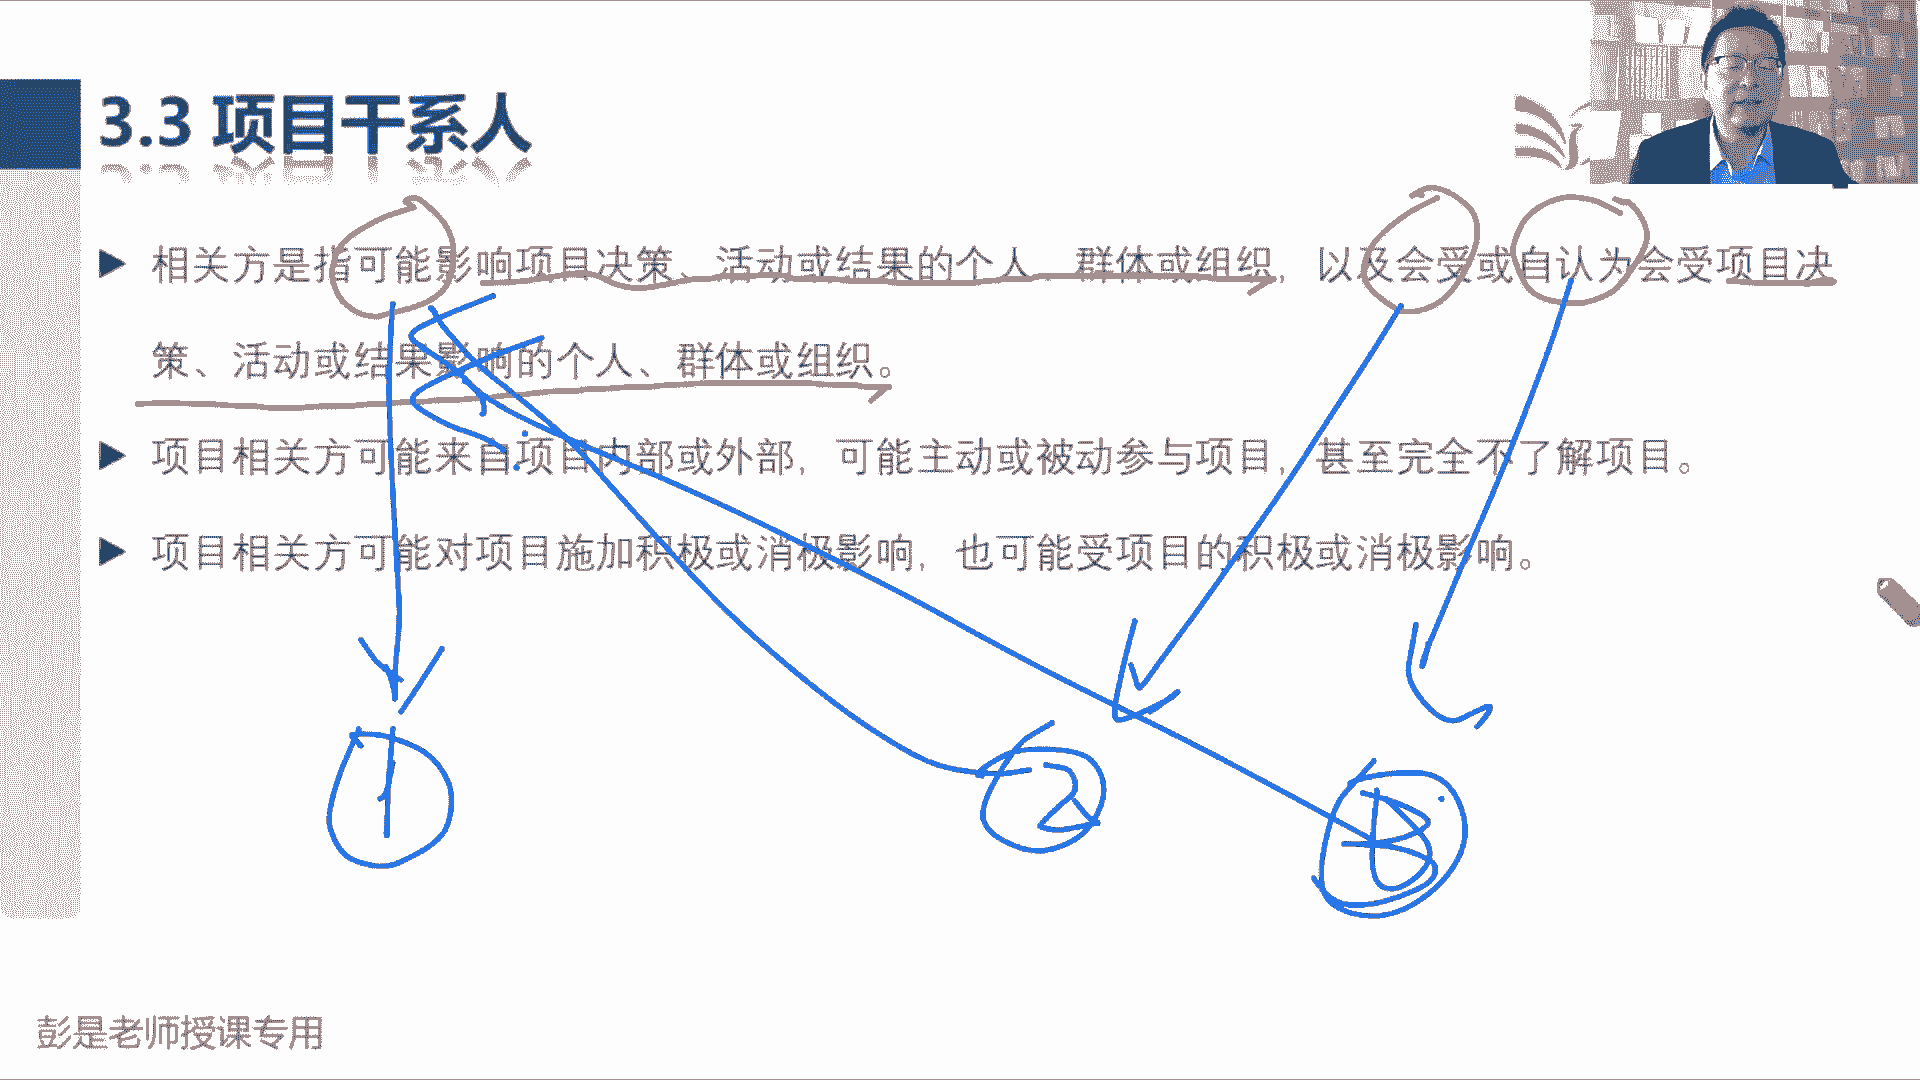 3.3 项目干系人
相关方是指可能影响项目决策、活动或结果的个人、群体或组织，以及会受或自认为会受项目决
策、活动或结果影响的个人、群体或组织。
项目相关方可能来自项目内部或外部，可能主动或被动参与项目，甚至完全不了解项目。
项目相关方可能对项目施加积极或消极影响，也可能受项目的积极或消极影响。
1
2
彭是老师授课专用